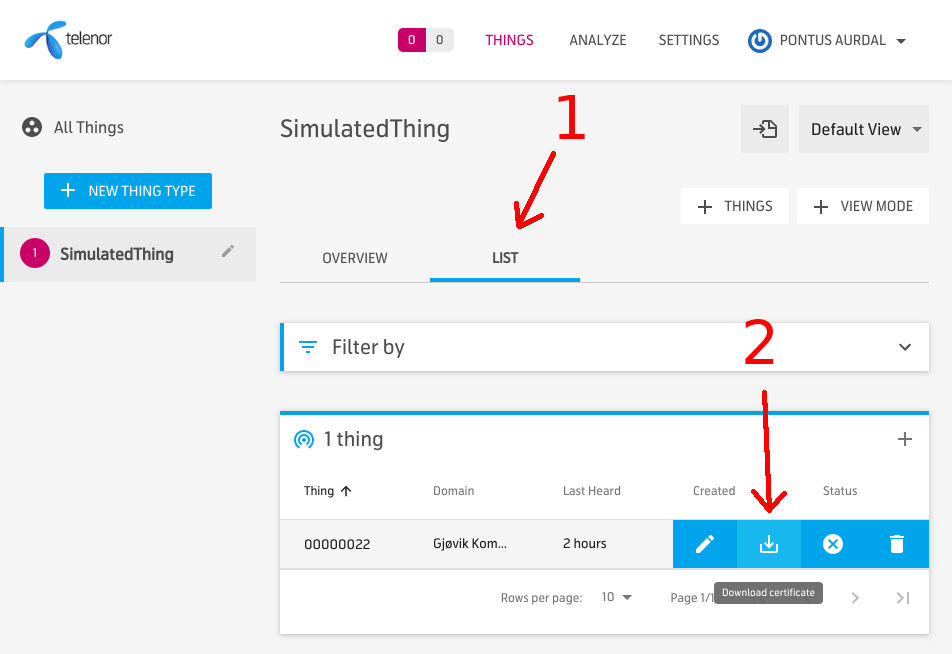 telenor
0 0
THINGS
ANALYZE
SETTINGS
PONTUS AURDAL
All Things
NEW THING TYPE
1 SimulatedThing
SimulatedThing
1
Default View
THINGS
VIEW MODE
OVERVIEW
LIST
Filter by
2
1 thing
Thing Domain Last Heard Created Status
00000022 Gjøvik Kom... 2 hours
Rows per page: 10 Page 1/1
Download certificate